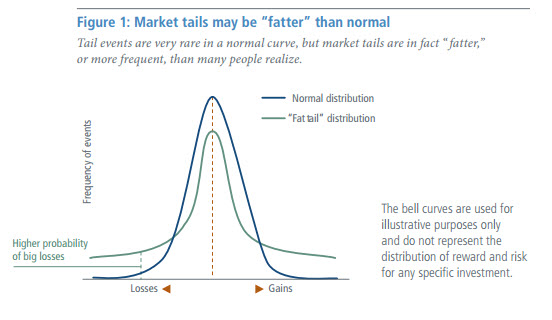 Figure 1: Market tails may be “fatter” than normal
Tail events are very rare in a normal curve, but market tails are in fact “fatter,”
or more frequent, than many people realize.
Normal distribution
“Fat tail” distribution
Frequency of events
The bell curves are used for
illustrative purposes only
and do not represent the
distribution of reward and risk
for any specific investment.
Higher probability
of big losses
Losses
Gains